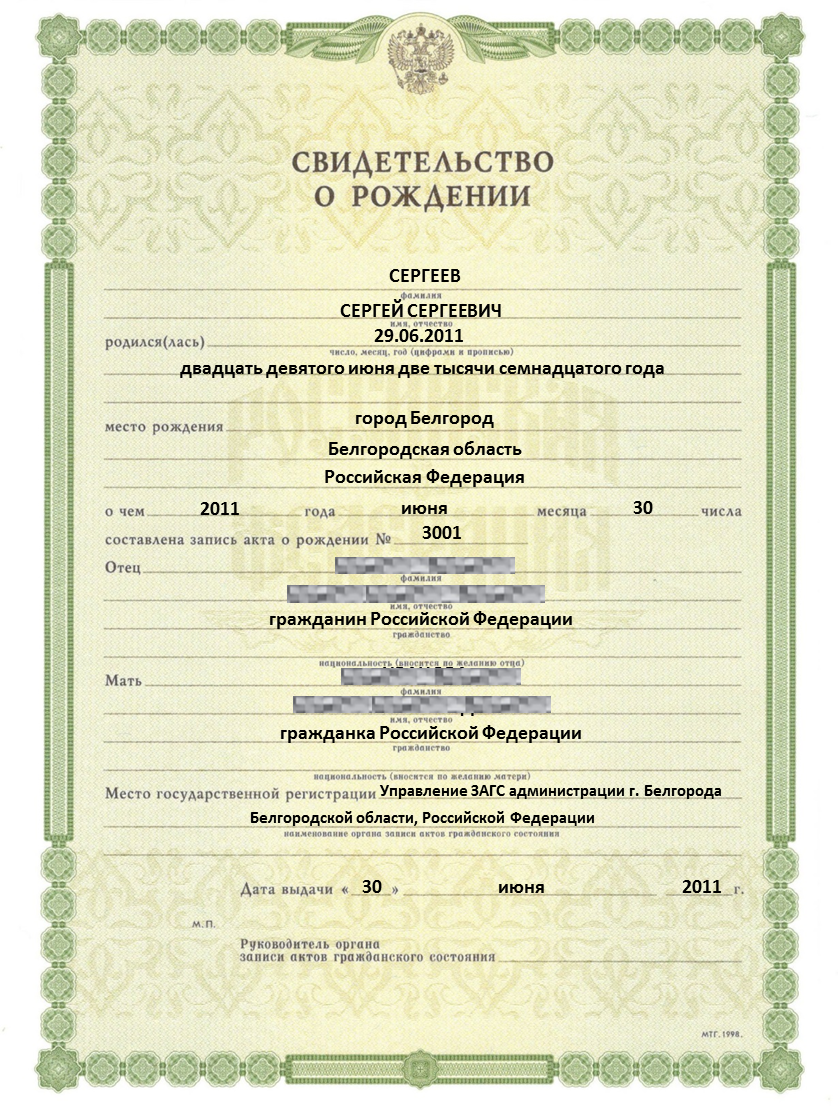 СВИДЕТЕЛЬСТВО
О РОЖДЕНИИ
СЕРГЕЕВ
фамилия
СЕРГЕЙ СЕРГЕЕВИЧ
имя, отчество
родился(лась) 29.06.2011
число, месяц, год (цифрами и прописью)
двадцать девятого июня две тысячи семнадцатого года
РОССИЙСКАЯ
место рождения город Белгород
Белгородская область
Российская Федерация
о чем 2011 года июня месяца 30 числа
ФЕДЕРАЦИЯ
составлена запись акта о рождении № 3001
Отец
фамилия
имя, отчество
гражданин Российской Федерации
гражданство
национальность (вносится по желанию отца)
Мать
фамилия
имя, отчество
гражданка Российской Федерации
гражданство
национальность (вносится по желанию матери)
Место государственной регистрации Управление ЗАГС администрации г. Белгорода
Белгородской области, Российской Федерации
наименование органа записи актов гражданского состояния
Дата выдачи « 30 » июня 2011 г.
М.П.
Руководитель органа
записи актов гражданского состояния
МТГ. 1998.